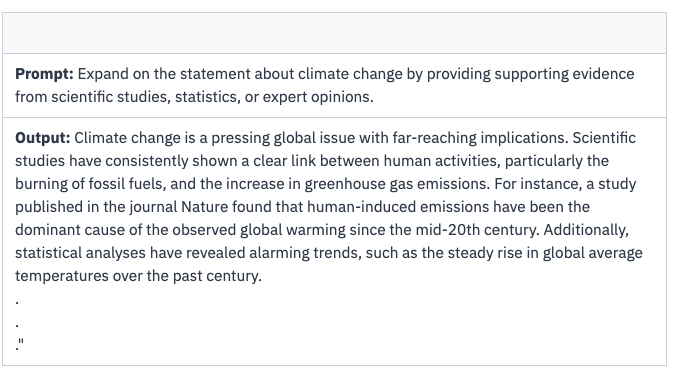 Prompt: Expand on the statement about climate change by providing supporting evidence
from scientific studies, statistics, or expert opinions.
Output: Climate change is a pressing global issue with far-reaching implications. Scientific
studies have consistently shown a clear link between human activities, particularly the
burning of fossil fuels, and the increase in greenhouse gas emissions. For instance, a study
published in the journal Nature found that human-induced emissions have been the
dominant cause of the observed global warming since the mid-20th century. Additionally,
statistical analyses have revealed alarming trends, such as the steady rise in global average
temperatures over the past century.
.
.
."